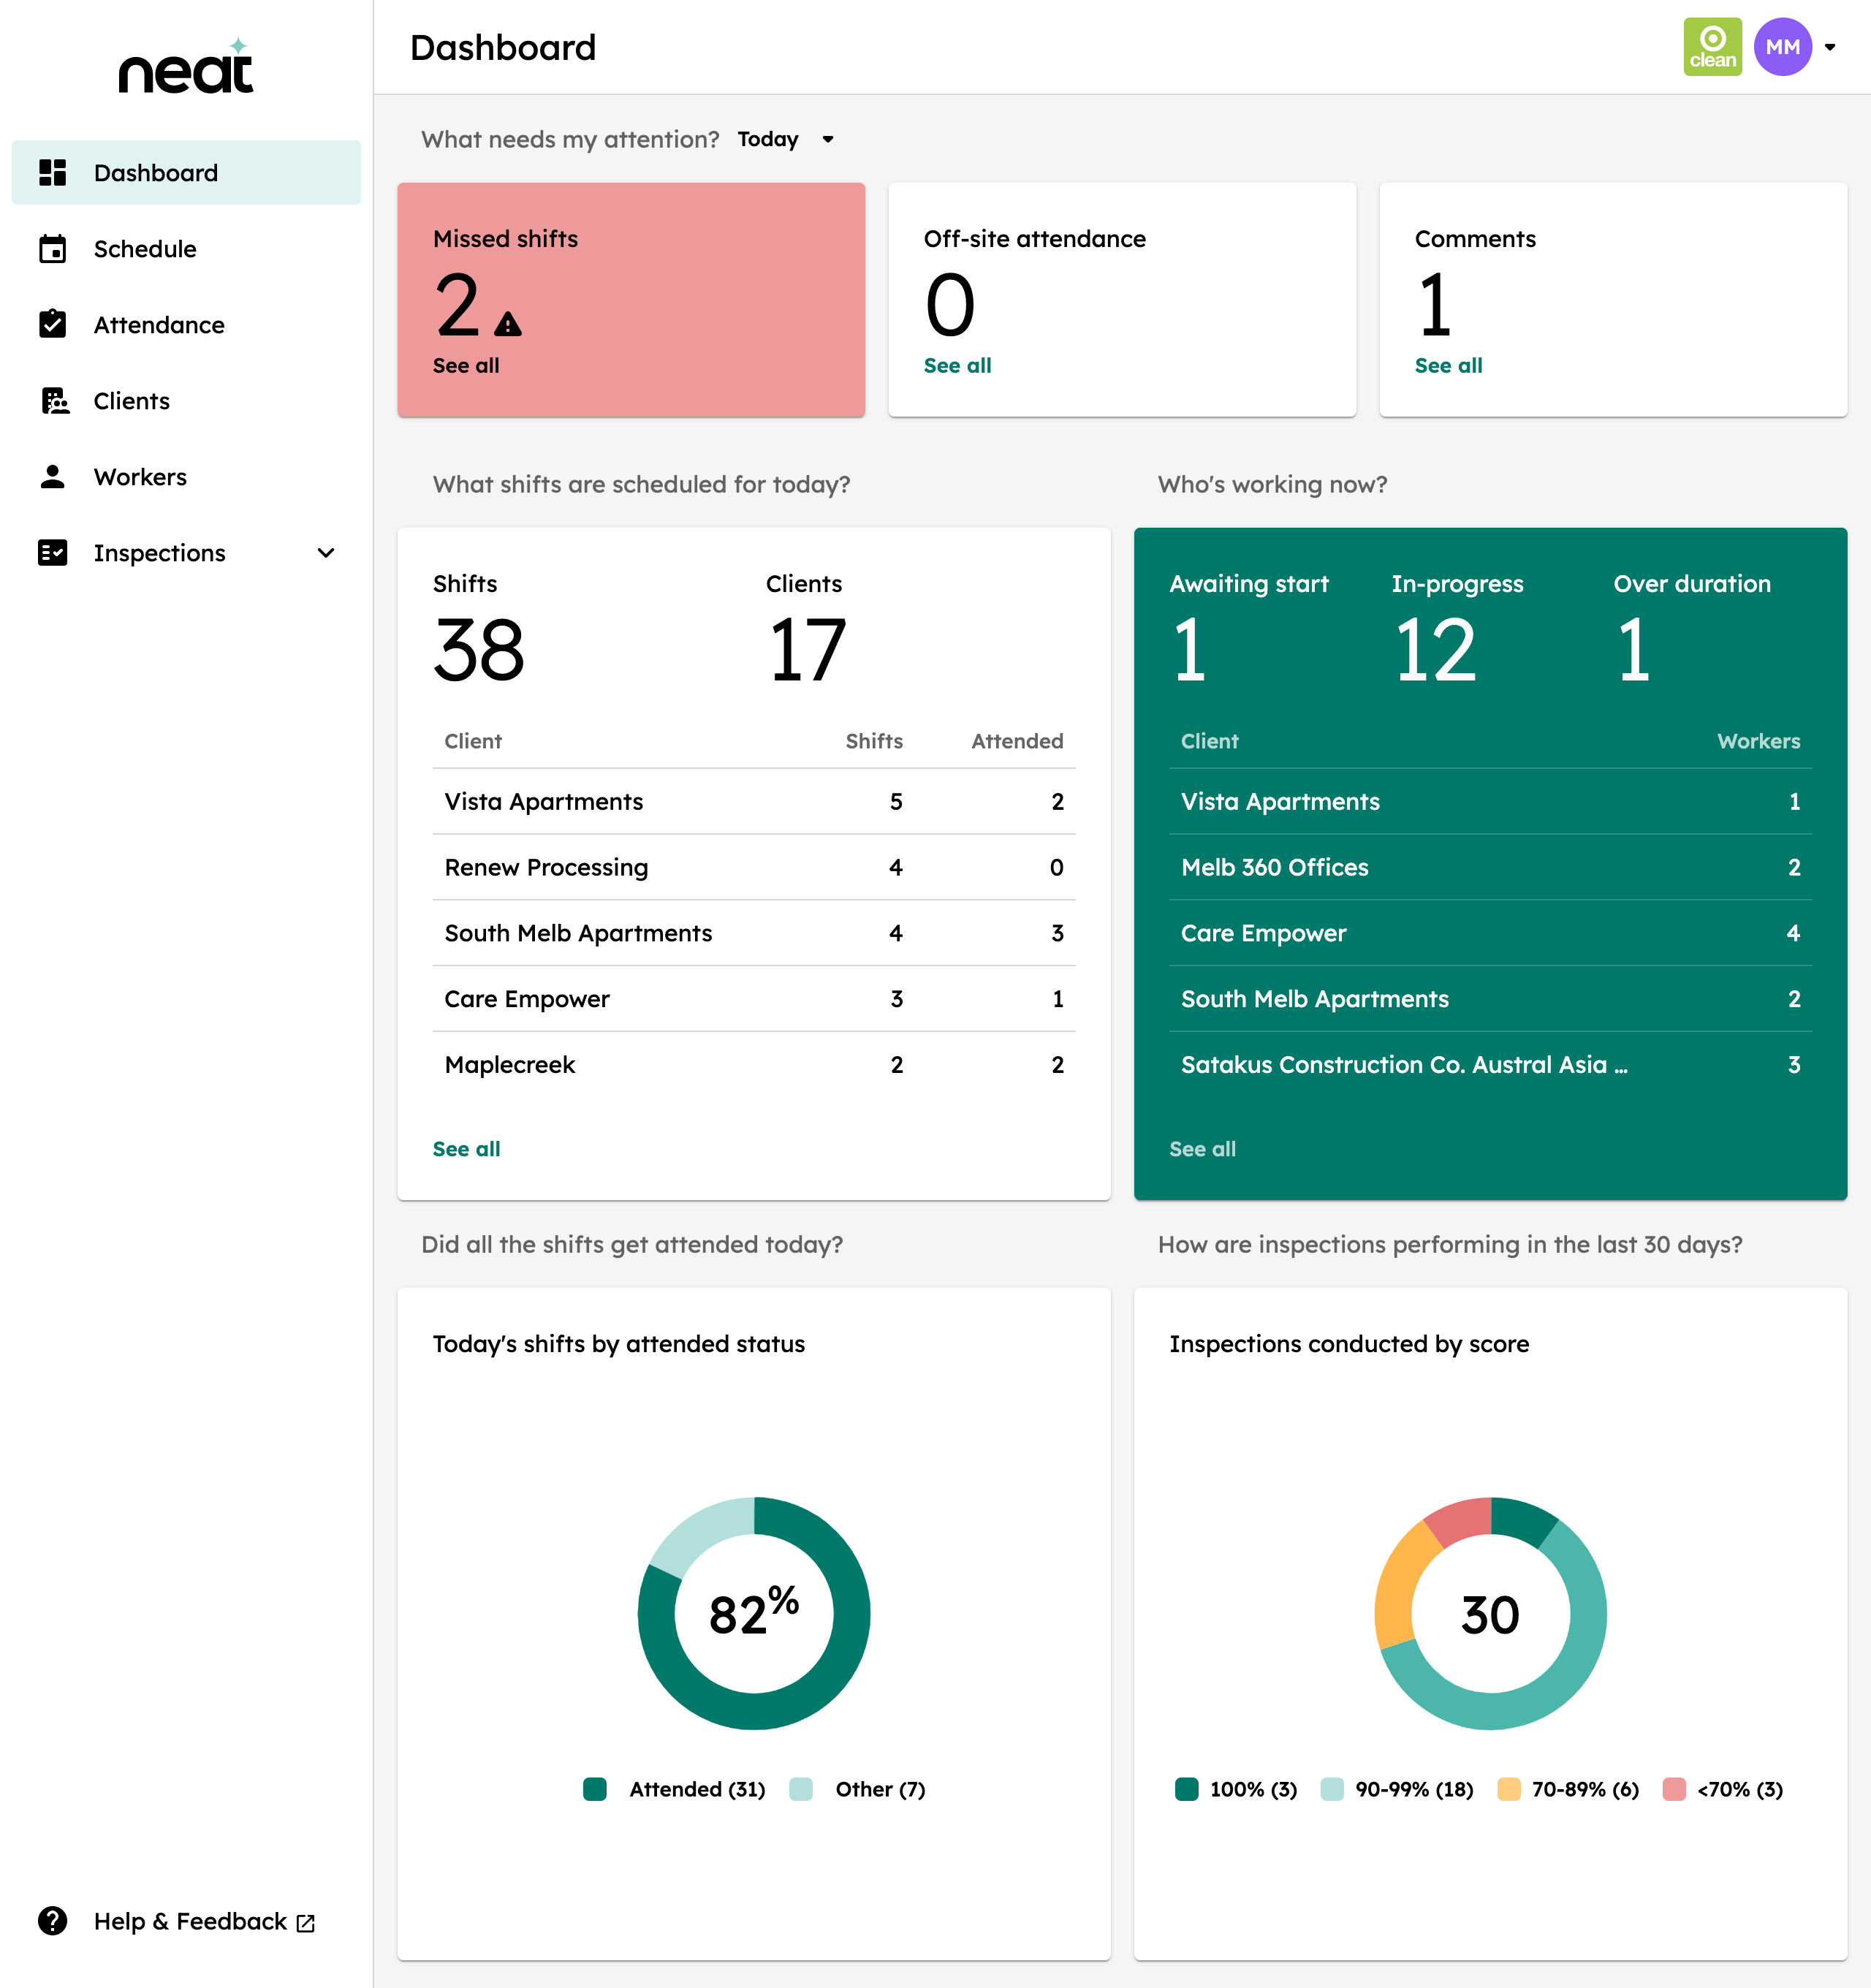 neat
Dashboard
Schedule
Attendance
Clients
Workers
Inspections
Help & Feedback
Dashboard
clean
MM
What needs my attention? Today
Missed shifts
2
See all
Off-site attendance
0
See all
Comments
1
See all
What shifts are scheduled for today?
Shifts Clients
38 17
Client Shifts Attended
Vista Apartments 5 2
Renew Processing 4 0
South Melb Apartments 4 3
Care Empower 3 1
Maplecreek 2 2
See all
Who's working now?
Awaiting start In-progress Over duration
1 12 1
Client Workers
Vista Apartments 1
Melb 360 Offices 2
Care Empower 4
South Melb Apartments 2
Satakus Construction Co. Austral Asia ... 3
See all
Did all the shifts get attended today?
Today's shifts by attended status
82%
Attended (31) Other (7)
How are inspections performing in the last 30 days?
Inspections conducted by score
30
100% (3) 90-99% (18) 70-89% (6) <70% (3)